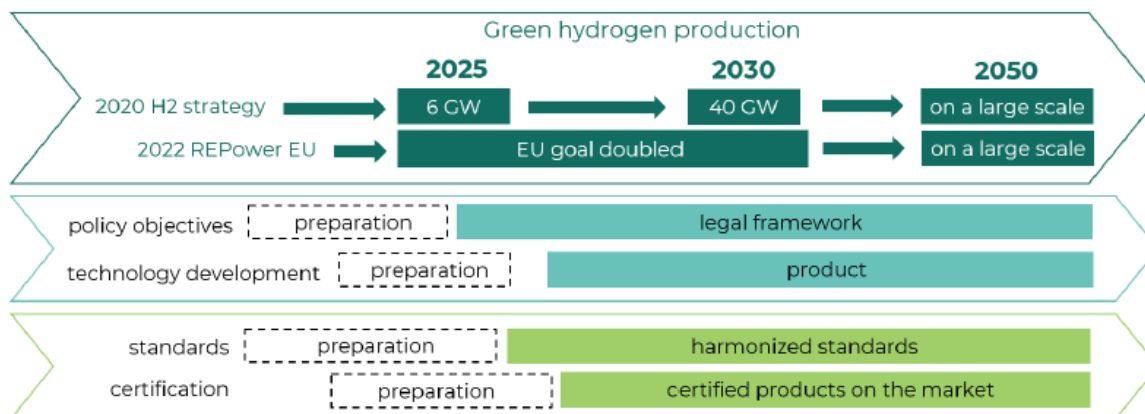 Green hydrogen production
2025 2030 2050
2020 H2 strategy 6 GW 40 GW on a large scale
2022 REPower EU EU goal doubled on a large scale
policy objectives preparation legal framework
technology development preparation product
standards preparation harmonized standards
certification preparation certified products on the market